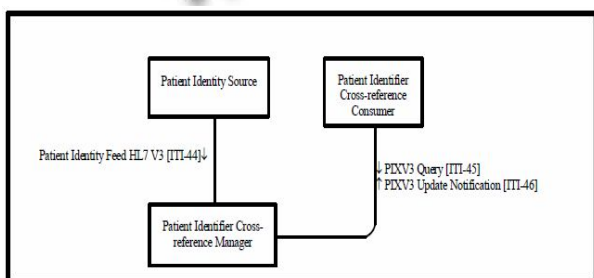 Patient Identity Source
Patient Identifier
Cross-reference
Consumer
Patient Identity Feed HL7 V3 [ITI-44]↓
↓ PIXV3 Query [ITI-45]
↑ PIXV3 Update Notification [ITI-46]
Patient Identifier Cross-
reference Manager